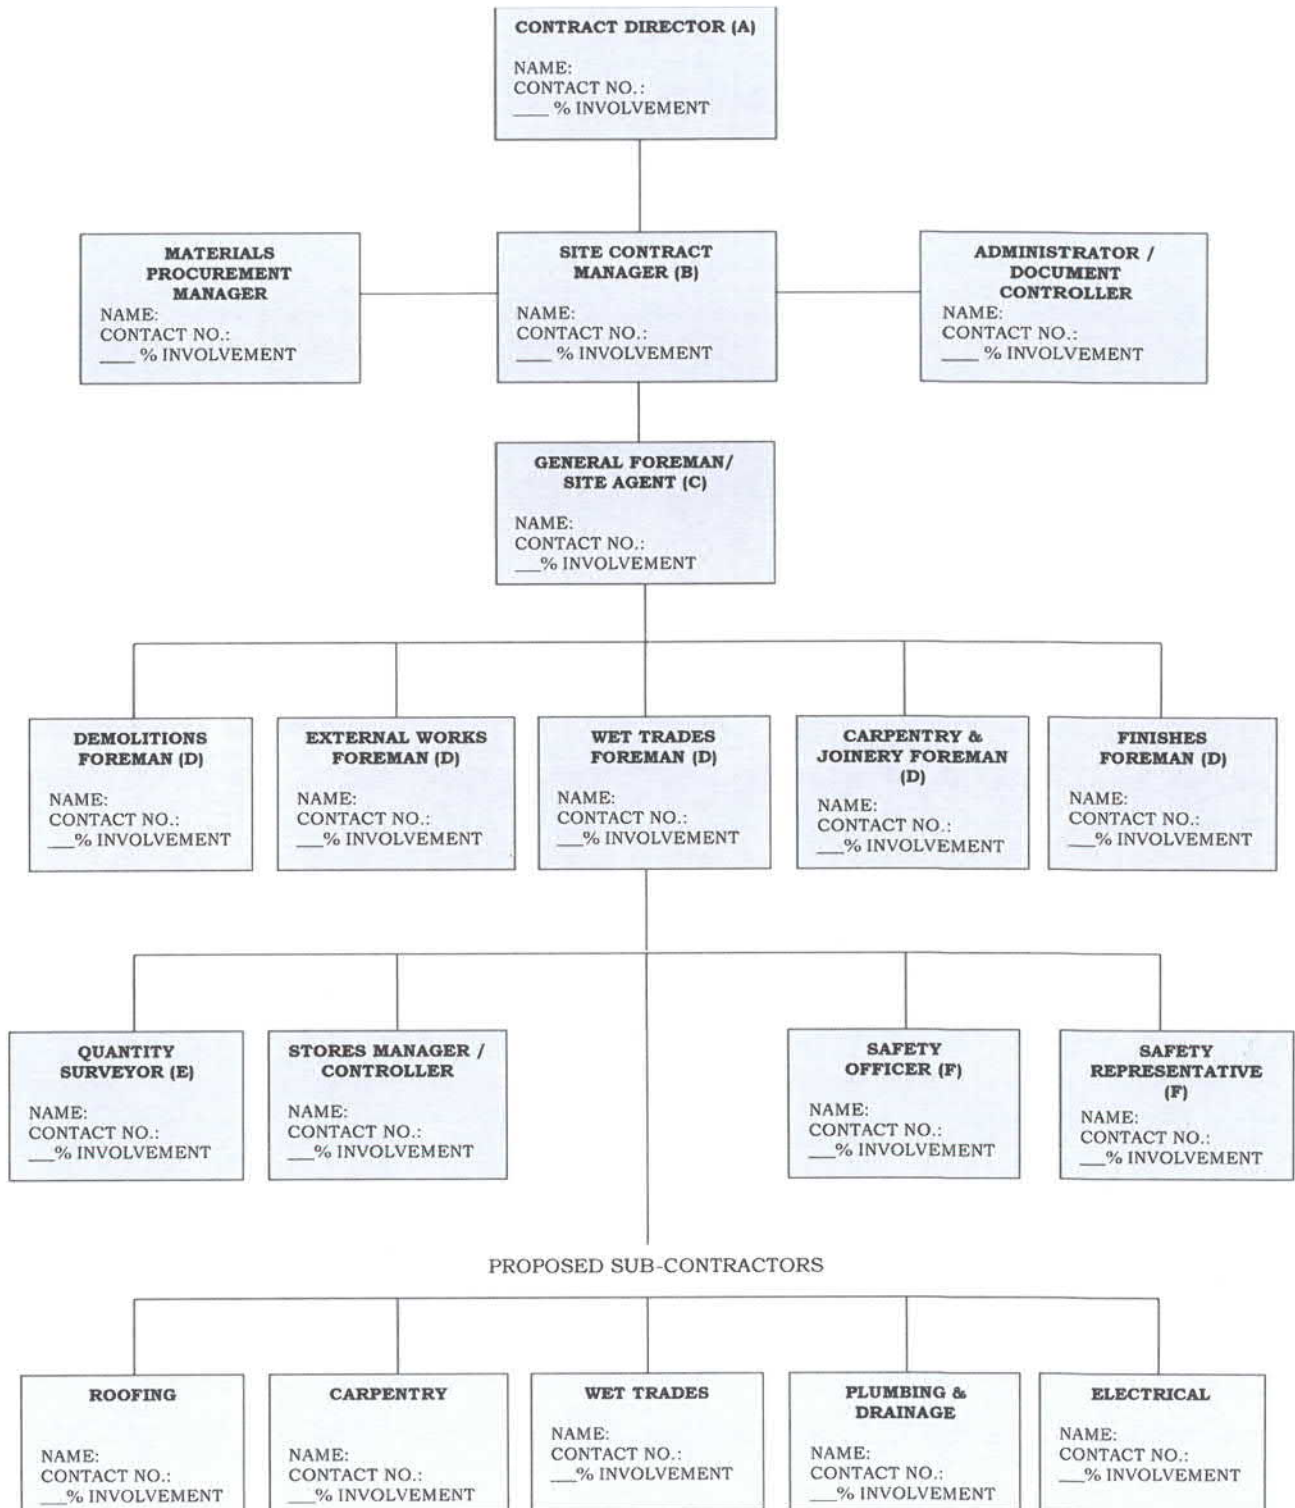 CONTRACT DIRECTOR (A)
NAME:
CONTACT NO.:
___ % INVOLVEMENT
MATERIALS
PROCUREMENT
MANAGER
NAME:
CONTACT NO.:
___ % INVOLVEMENT
SITE CONTRACT
MANAGER (B)
NAME:
CONTACT NO.:
___ % INVOLVEMENT
ADMINISTRATOR /
DOCUMENT
CONTROLLER
NAME:
CONTACT NO.:
___ % INVOLVEMENT
GENERAL FOREMAN/
SITE AGENT (C)
NAME:
CONTACT NO.:
___% INVOLVEMENT
DEMOLITIONS
FOREMAN (D)
NAME:
CONTACT NO.:
___% INVOLVEMENT
EXTERNAL WORKS
FOREMAN (D)
NAME:
CONTACT NO.:
___% INVOLVEMENT
WET TRADES
FOREMAN (D)
NAME:
CONTACT NO.:
___% INVOLVEMENT
CARPENTRY &
JOINERY FOREMAN
(D)
NAME:
CONTACT NO.:
___% INVOLVEMENT
FINISHES
FOREMAN (D)
NAME:
CONTACT NO.:
___% INVOLVEMENT
QUANTITY
SURVEYOR (E)
NAME:
CONTACT NO.:
___% INVOLVEMENT
STORES MANAGER /
CONTROLLER
NAME:
CONTACT NO.:
___% INVOLVEMENT
SAFETY
OFFICER (F)
NAME:
CONTACT NO.:
___% INVOLVEMENT
SAFETY
REPRESENTATIVE
(F)
NAME:
CONTACT NO.:
___% INVOLVEMENT
PROPOSED SUB-CONTRACTORS
ROOFING
NAME:
CONTACT NO.:
___% INVOLVEMENT
CARPENTRY
NAME:
CONTACT NO.:
___% INVOLVEMENT
WET TRADES
NAME:
CONTACT NO.:
___% INVOLVEMENT
PLUMBING &
DRAINAGE
NAME:
CONTACT NO.:
___% INVOLVEMENT
ELECTRICAL
NAME:
CONTACT NO.:
___% INVOLVEMENT